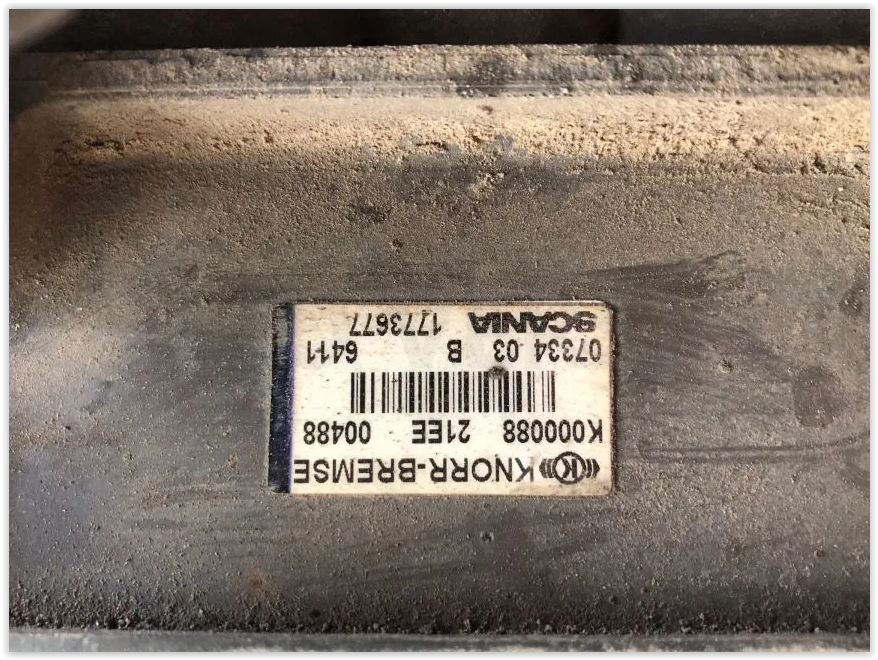 KNORR-BREMSE
K000088 21EE 00488
07334 03 B 6411
SCANIA 1773677